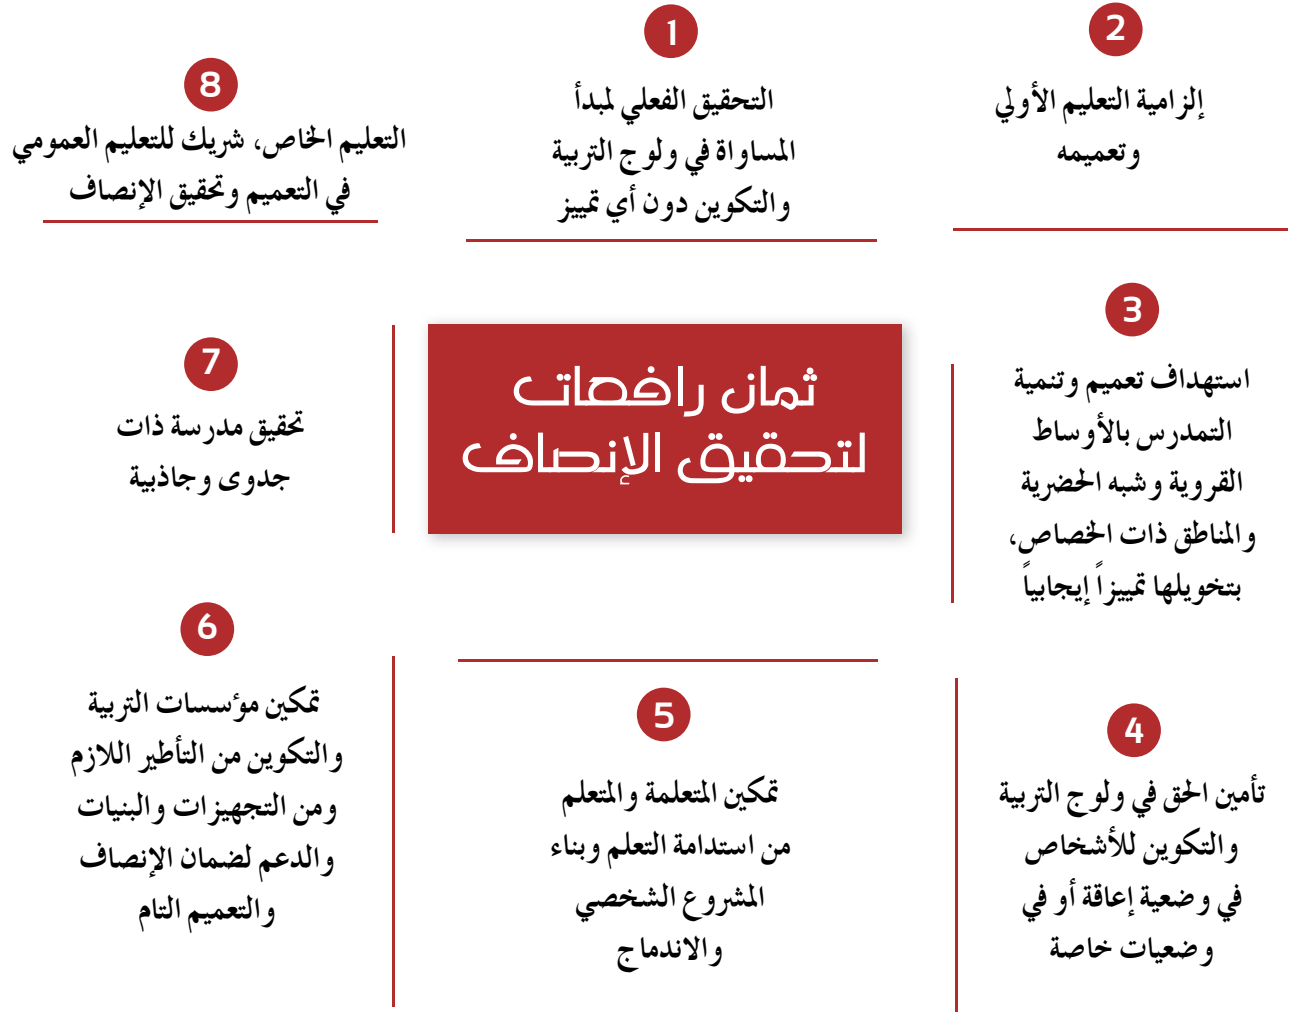 ثمان رافعات
لتحقيق الإنصاف
1
التحقيق الفعلي لمبدأ
المساواة في ولوج التربية
والتكوين دون أي تمييز
2
إلزامية التعليم الأولي
وتعميمه
3
استهداف تعميم وتنمية
التمدرس بالأوساط
القروية وشبه الحضرية
والمناطق ذات الخصاص،
بتخويلها تمييزاً إيجابياً
4
تأمين الحق في ولوج التربية
والتكوين للأشخاص
في وضعية إعاقة أو في
وضعيات خاصة
5
تمكين المتعلمة والمتعلم
من استدامة التعلم وبناء
المشروع الشخصي
والاندماج
6
تمكين مؤسسات التربية
والتكوين من التأطير اللازم
ومن التجهيزات والبنيات
والدعم لضمان الإنصاف
والتعميم التام
7
تحقيق مدرسة ذات
جدوى وجاذبية
8
التعليم الخاص، شريك للتعليم العمومي
في التعميم وتحقيق الإنصاف